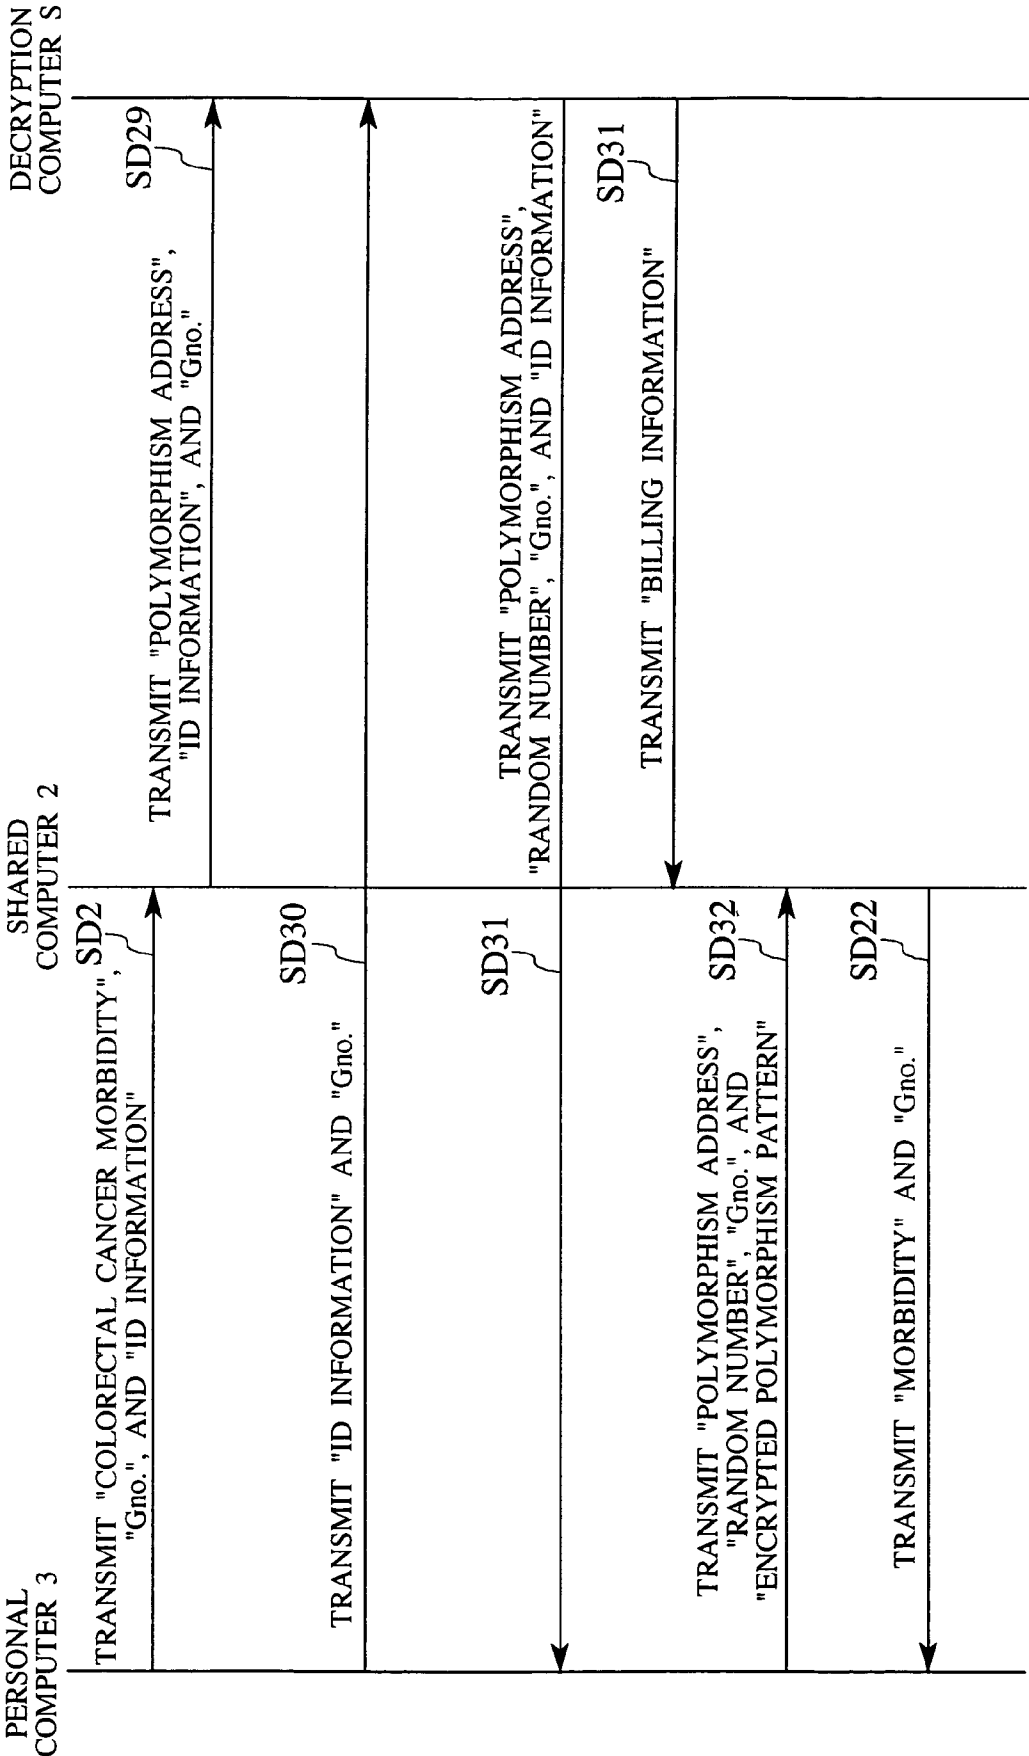 PERSONAL
COMPUTER 3
SHARED
COMPUTER 2
DECRYPTION
COMPUTER S
TRANSMIT "COLORECTAL CANCER MORBIDITY",
"Gno.", AND "ID INFORMATION"
SD2
TRANSMIT "POLYMORPHISM ADDRESS",
"ID INFORMATION", AND "Gno."
SD29
TRANSMIT "ID INFORMATION" AND "Gno."
SD30
TRANSMIT "POLYMORPHISM ADDRESS",
"RANDOM NUMBER", "Gno.", AND "ID INFORMATION"
SD31
TRANSMIT "BILLING INFORMATION"
SD31
TRANSMIT "POLYMORPHISM ADDRESS",
"RANDOM NUMBER", "Gno.", AND
"ENCRYPTED POLYMORPHISM PATTERN"
SD32
TRANSMIT "MORBIDITY" AND "Gno."
SD22